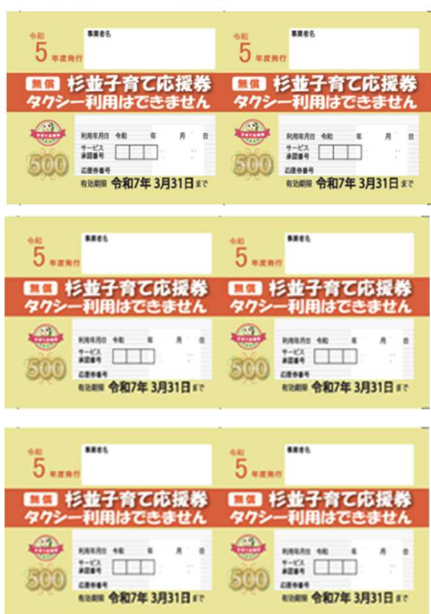 令和 令和
5年度発行 事業者名 5年度発行 事業者名
無償 杉並子育て応援券 無償 杉並子育て応援券
タクシー利用はできません タクシー利用はできません
利用年月日 令和 年 月 日 利用年月日 令和 年 月 日
サービス サービス
500 承認番号 500 承認番号
応援券番号 応援券番号
有効期限 令和7年 3月31日まで 有効期限 令和7年 3月31日まで
令和 令和
5年度発行 事業者名 5年度発行 事業者名
無償 杉並子育て応援券 無償 杉並子育て応援券
タクシー利用はできません タクシー利用はできません
利用年月日 令和 年 月 日 利用年月日 令和 年 月 日
サービス サービス
500 承認番号 500 承認番号
応援券番号 応援券番号
有効期限 令和7年 3月31日まで 有効期限 令和7年 3月31日まで
令和 令和
5年度発行 事業者名 5年度発行 事業者名
無償 杉並子育て応援券 無償 杉並子育て応援券
タクシー利用はできません タクシー利用はできません
利用年月日 令和 年 月 日 利用年月日 令和 年 月 日
サービス サービス
500 承認番号 500 承認番号
応援券番号 応援券番号
有効期限 令和7年 3月31日まで 有効期限 令和7年 3月31日まで